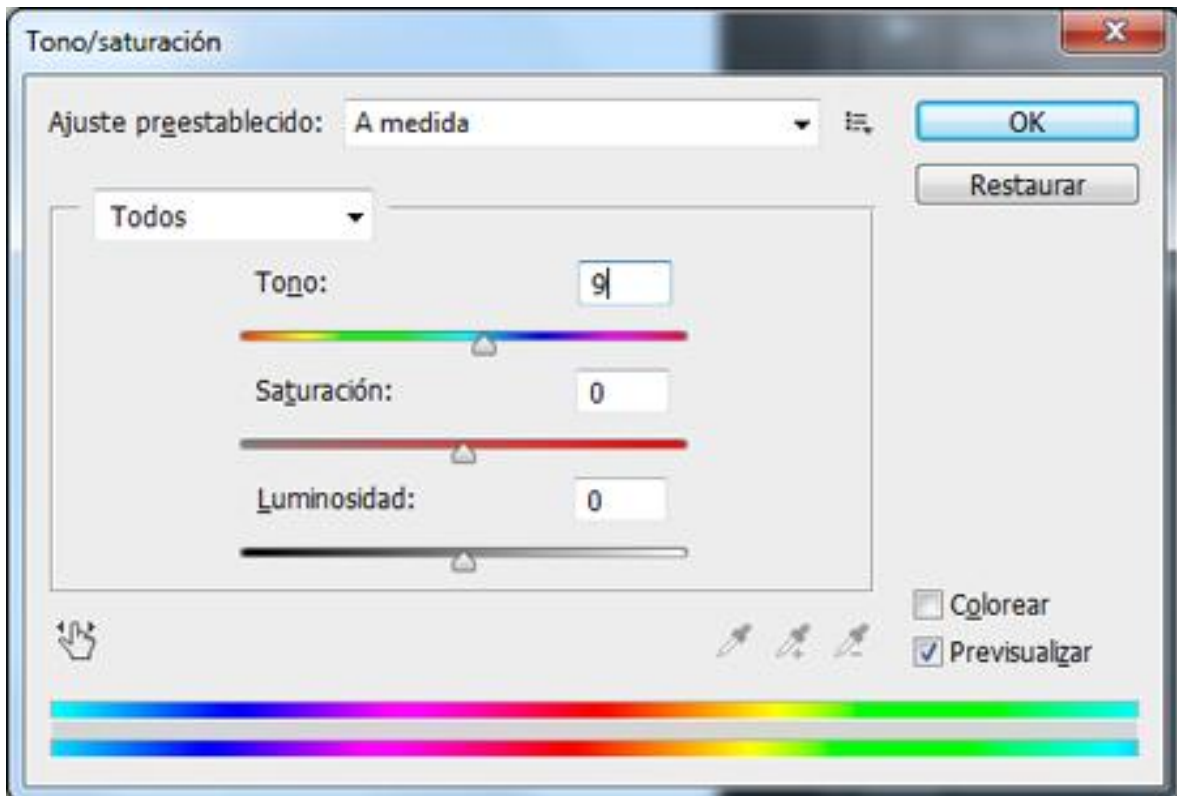 Tono/saturación
Ajuste preestablecido: A medida
OK
Restaurar
Todos
Tono: 9
Saturación: 0
Luminosidad: 0
Colorear
Previsualizar